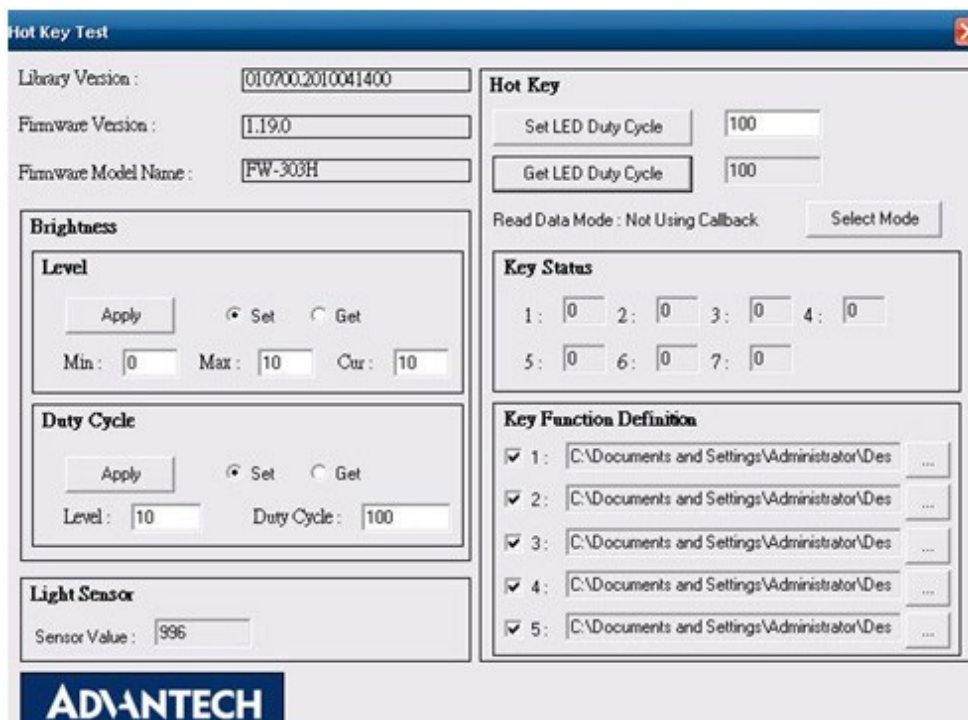 Hot Key Test
Library Version : 010700.2010041400
Firmware Version : 1.19.0
Firmware Model Name : FW-303H
Brightness
Level
Apply Set Get
Min : 0 Max : 10 Cur : 10
Duty Cycle
Apply Set Get
Level : 10 Duty Cycle : 100
Light Sensor
Sensor Value : 996
ADVANTECH
Hot Key
Set LED Duty Cycle 100
Get LED Duty Cycle 100
Read Data Mode : Not Using Callback Select Mode
Key Status
1 : 0 2 : 0 3 : 0 4 : 0
5 : 0 6 : 0 7 : 0
Key Function Definition
1 : C:\Documents and Settings\Administrator\Des ...
2 : C:\Documents and Settings\Administrator\Des ...
3 : C:\Documents and Settings\Administrator\Des ...
4 : C:\Documents and Settings\Administrator\Des ...
5 : C:\Documents and Settings\Administrator\Des ...